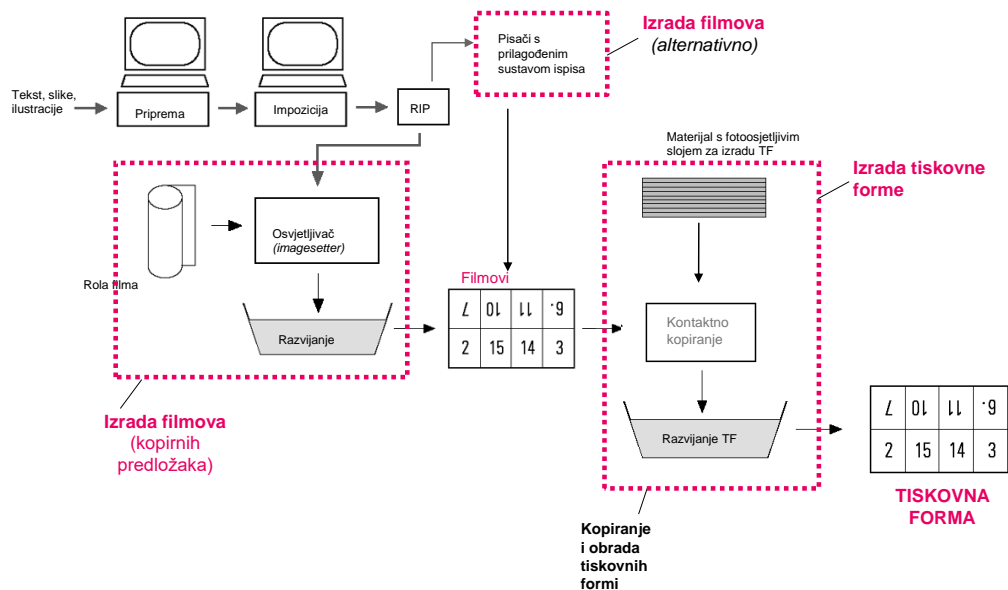 Izrada filmova
(alternativno)
Pisači s
prilagođenim
sustavom ispisa
Tekst, slike,
ilustracije
Priprema
Impozicija
RIP
Materijal s fotoosjetljivim
slojem za izradu TF
Izrada tiskovne
forme
Rola filma
Osvjetljivač
(imagesetter)
Razvijanje
Filmovi
7 10 11 6.
2 15 14 3
Kontaktno
kopiranje
Razvijanje TF
Izrada filmova
(kopirnih
predložaka)
7 10 11 6.
2 15 14 3
TISKOVNA
FORMA
Kopiranje
i obrada
tiskovnih
formi